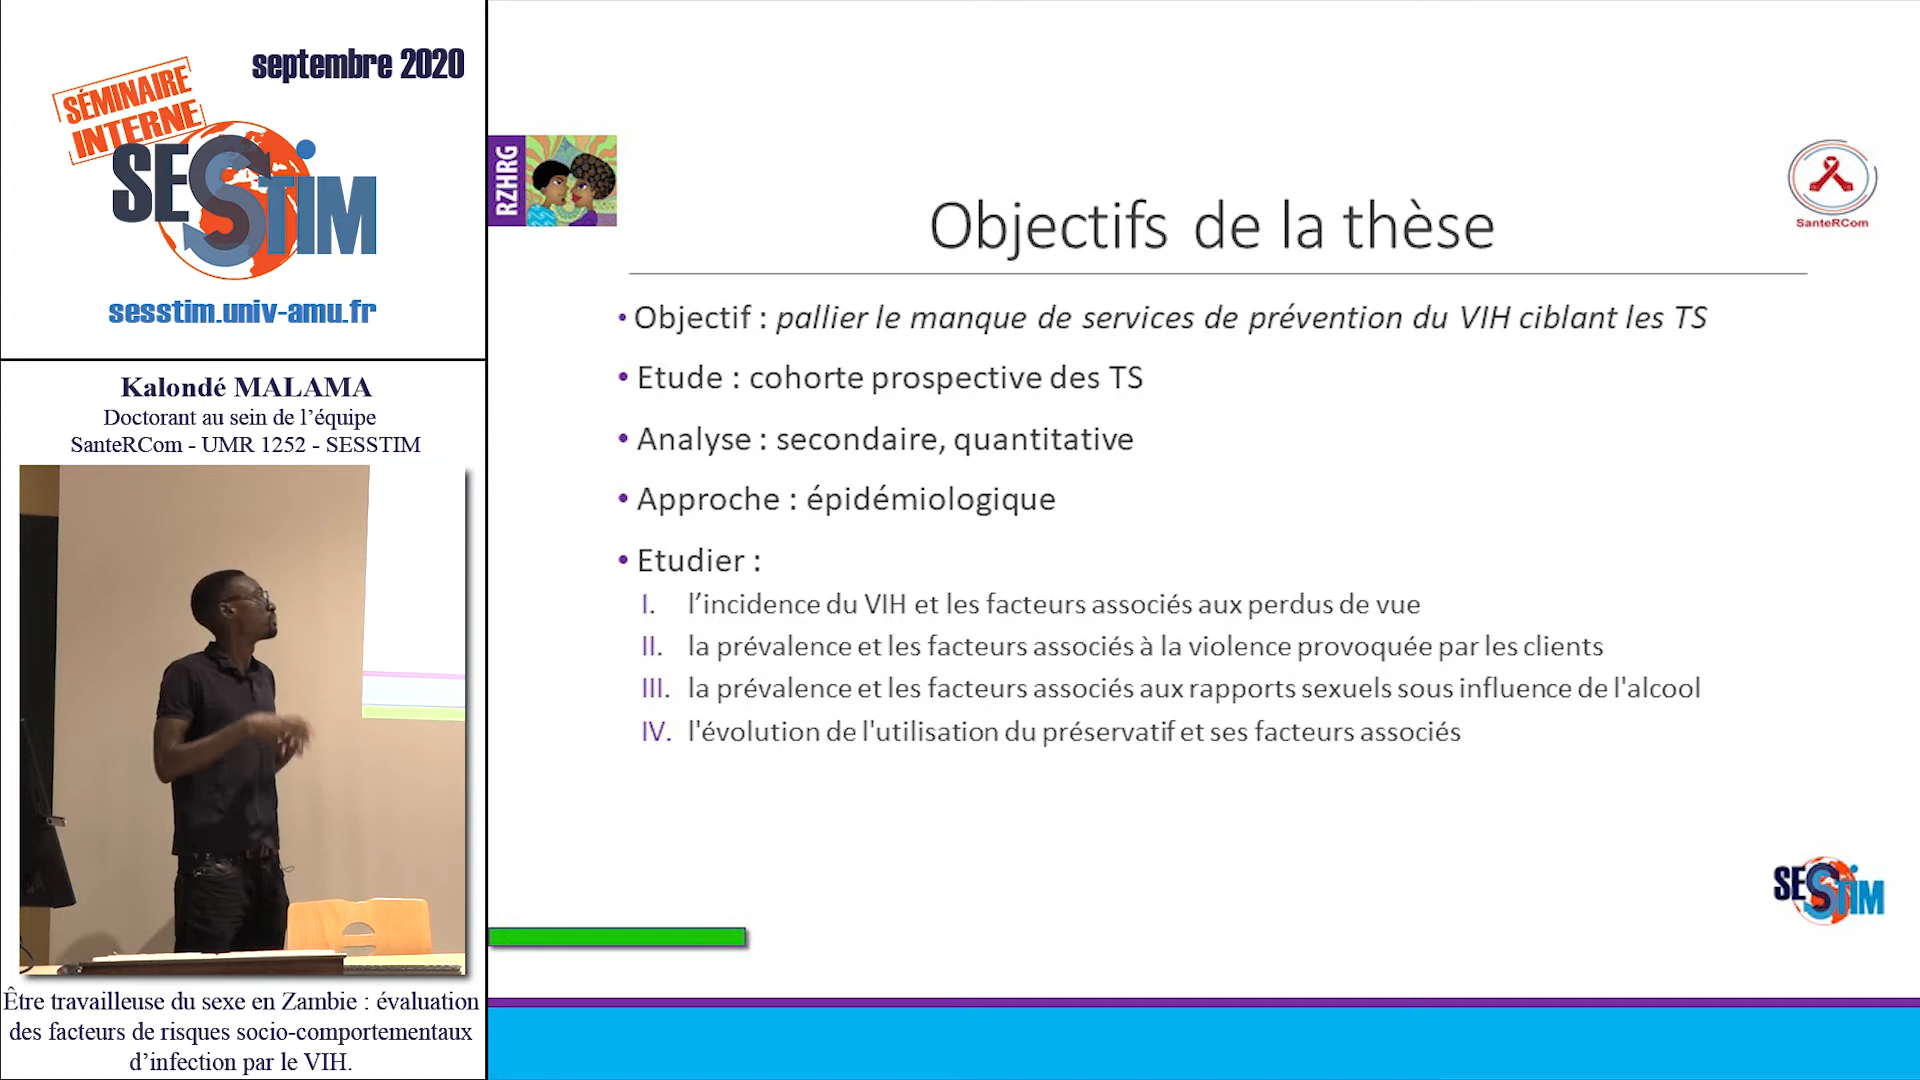 septembre 2020
SÉMINAIRE
INTERNE
SESSTIM
sesstim.univ-amu.fr
Kalondé MALAMA
Doctorant au sein de l’équipe
SanteRCom - UMR 1252 - SESSTIM
Être travailleuse du sexe en Zambie : évaluation
des facteurs de risques socio-comportementaux
d’infection par le VIH.
RZHRG
SanteRCom
Objectifs de la thèse
• Objectif : pallier le manque de services de prévention du VIH ciblant les TS
• Etude : cohorte prospective des TS
• Analyse : secondaire, quantitative
• Approche : épidémiologique
• Etudier :
I. l’incidence du VIH et les facteurs associés aux perdus de vue
II. la prévalence et les facteurs associés à la violence provoquée par les clients
III. la prévalence et les facteurs associés aux rapports sexuels sous influence de l'alcool
IV. l'évolution de l'utilisation du préservatif et ses facteurs associés
SESSTIM